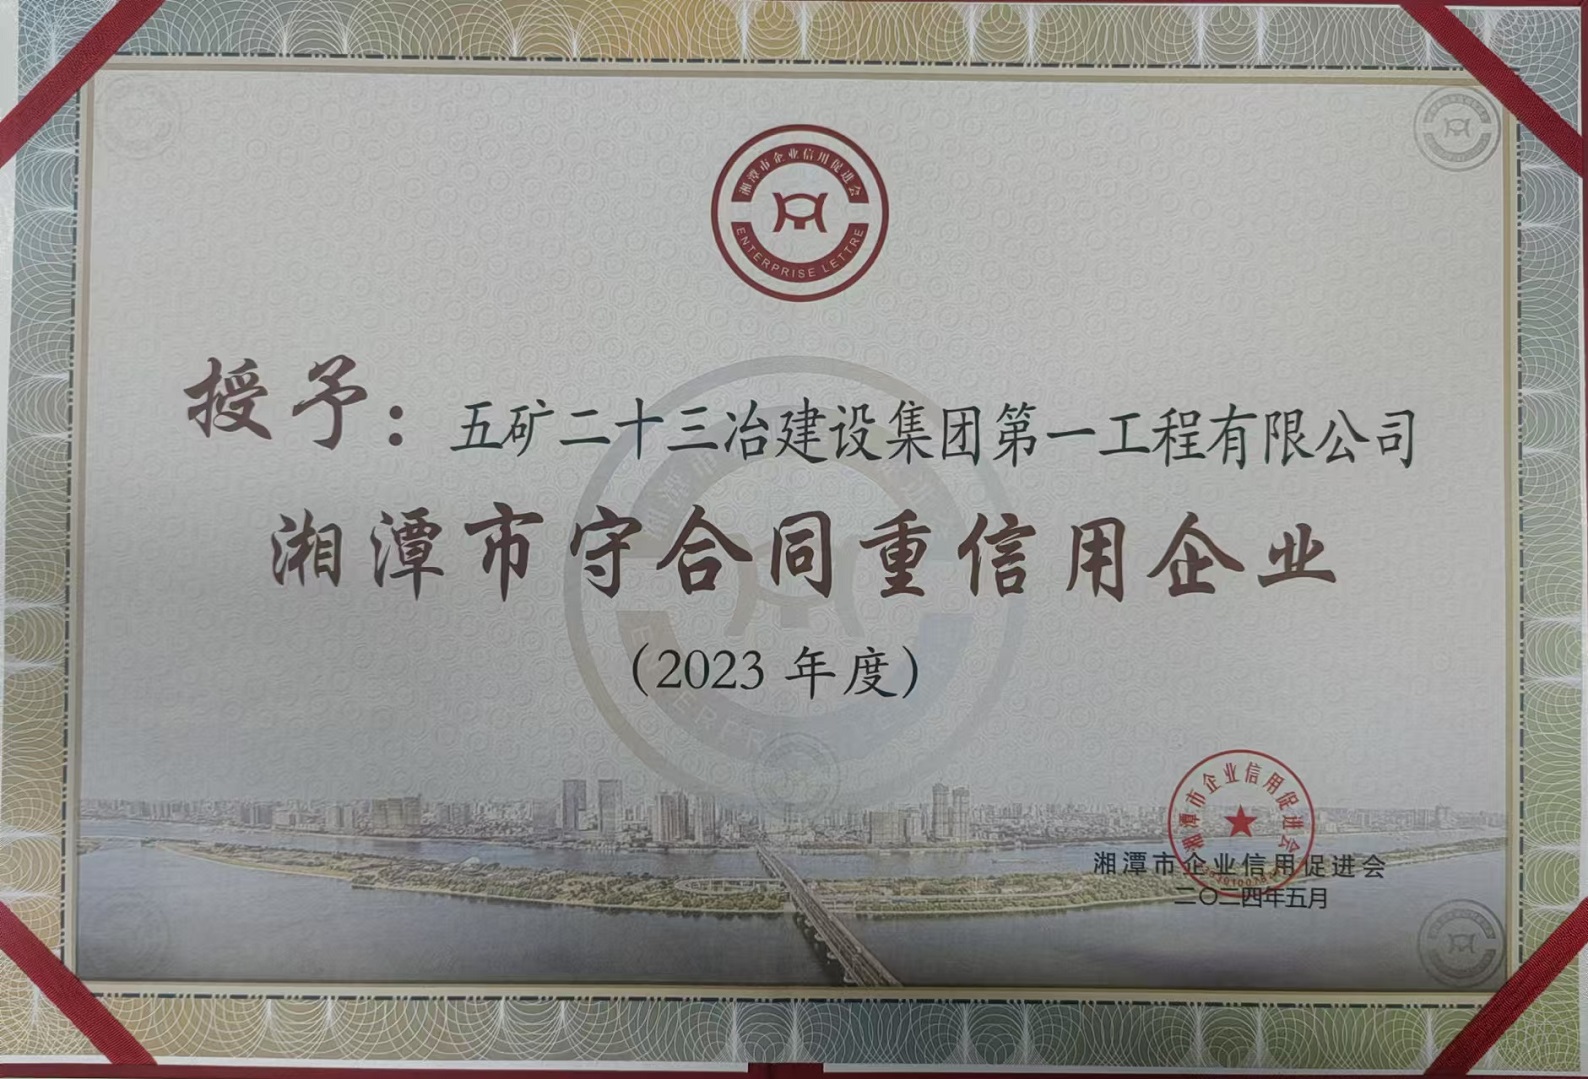 湘潭市企业信用促进会
ENTERPRISE LETTRE
授予：五矿二十三冶建设集团第一工程有限公司
湘潭市守合同重信用企业
（2023 年度）
湘潭市企业信用促进会
湘潭市企业信用促进会
二〇二四年五月